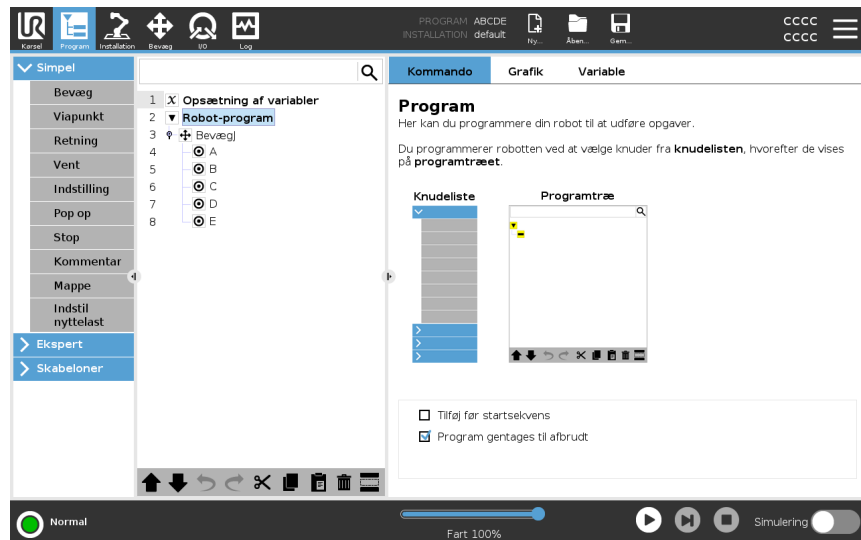 UR
Kørsel
Program
Installation
Bevæg
I/O
Log
PROGRAM ABCDE
INSTALLATION default
Ny...
Åben...
Gem...
cccc
cccc
Simpel
Bevæg
Viapunkt
Retning
Vent
Indstilling
Pop op
Stop
Kommentar
Mappe
Indstil
nyttelast
Ekspert
Skabeloner
1 X Opsætning af variabler
2 Robot-program
3 BevægJ
4 A
5 B
6 C
7 D
8 E
Kommando Grafik Variable
Program
Her kan du programmere din robot til at udføre opgaver.
Du programmerer robotten ved at vælge knuder fra knudelisten, hvorefter de vises
på programtræet.
Knudeliste
Programtræ
Tilføj før startsekvens
Program gentages til afbrudt
Normal
Fart 100%
Simulering